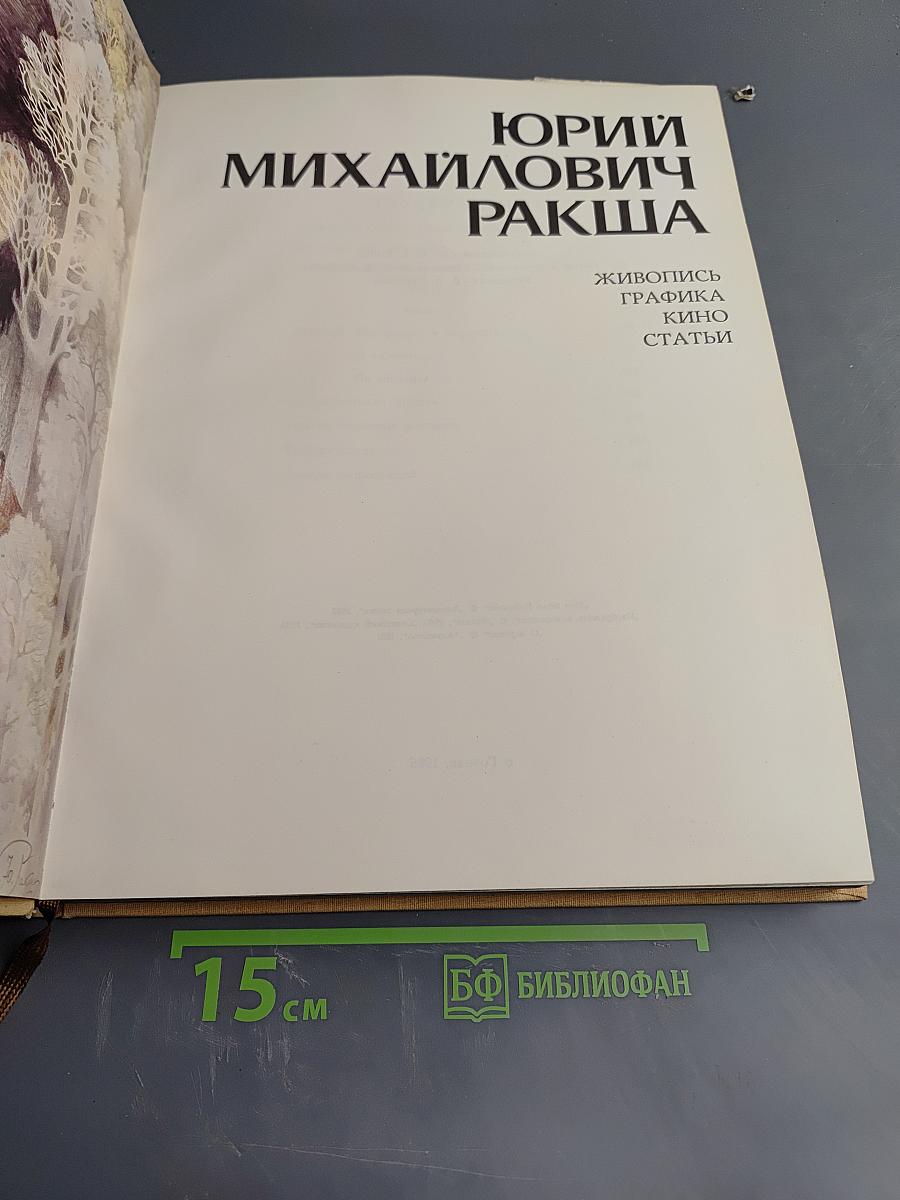 ЮРИЙ
МИХАЙЛОВИЧ
РАКША
ЖИВОПИСЬ
ГРАФИКА
КИНО
СТАТЬИ
15 см
БФ БИБЛИОФАН